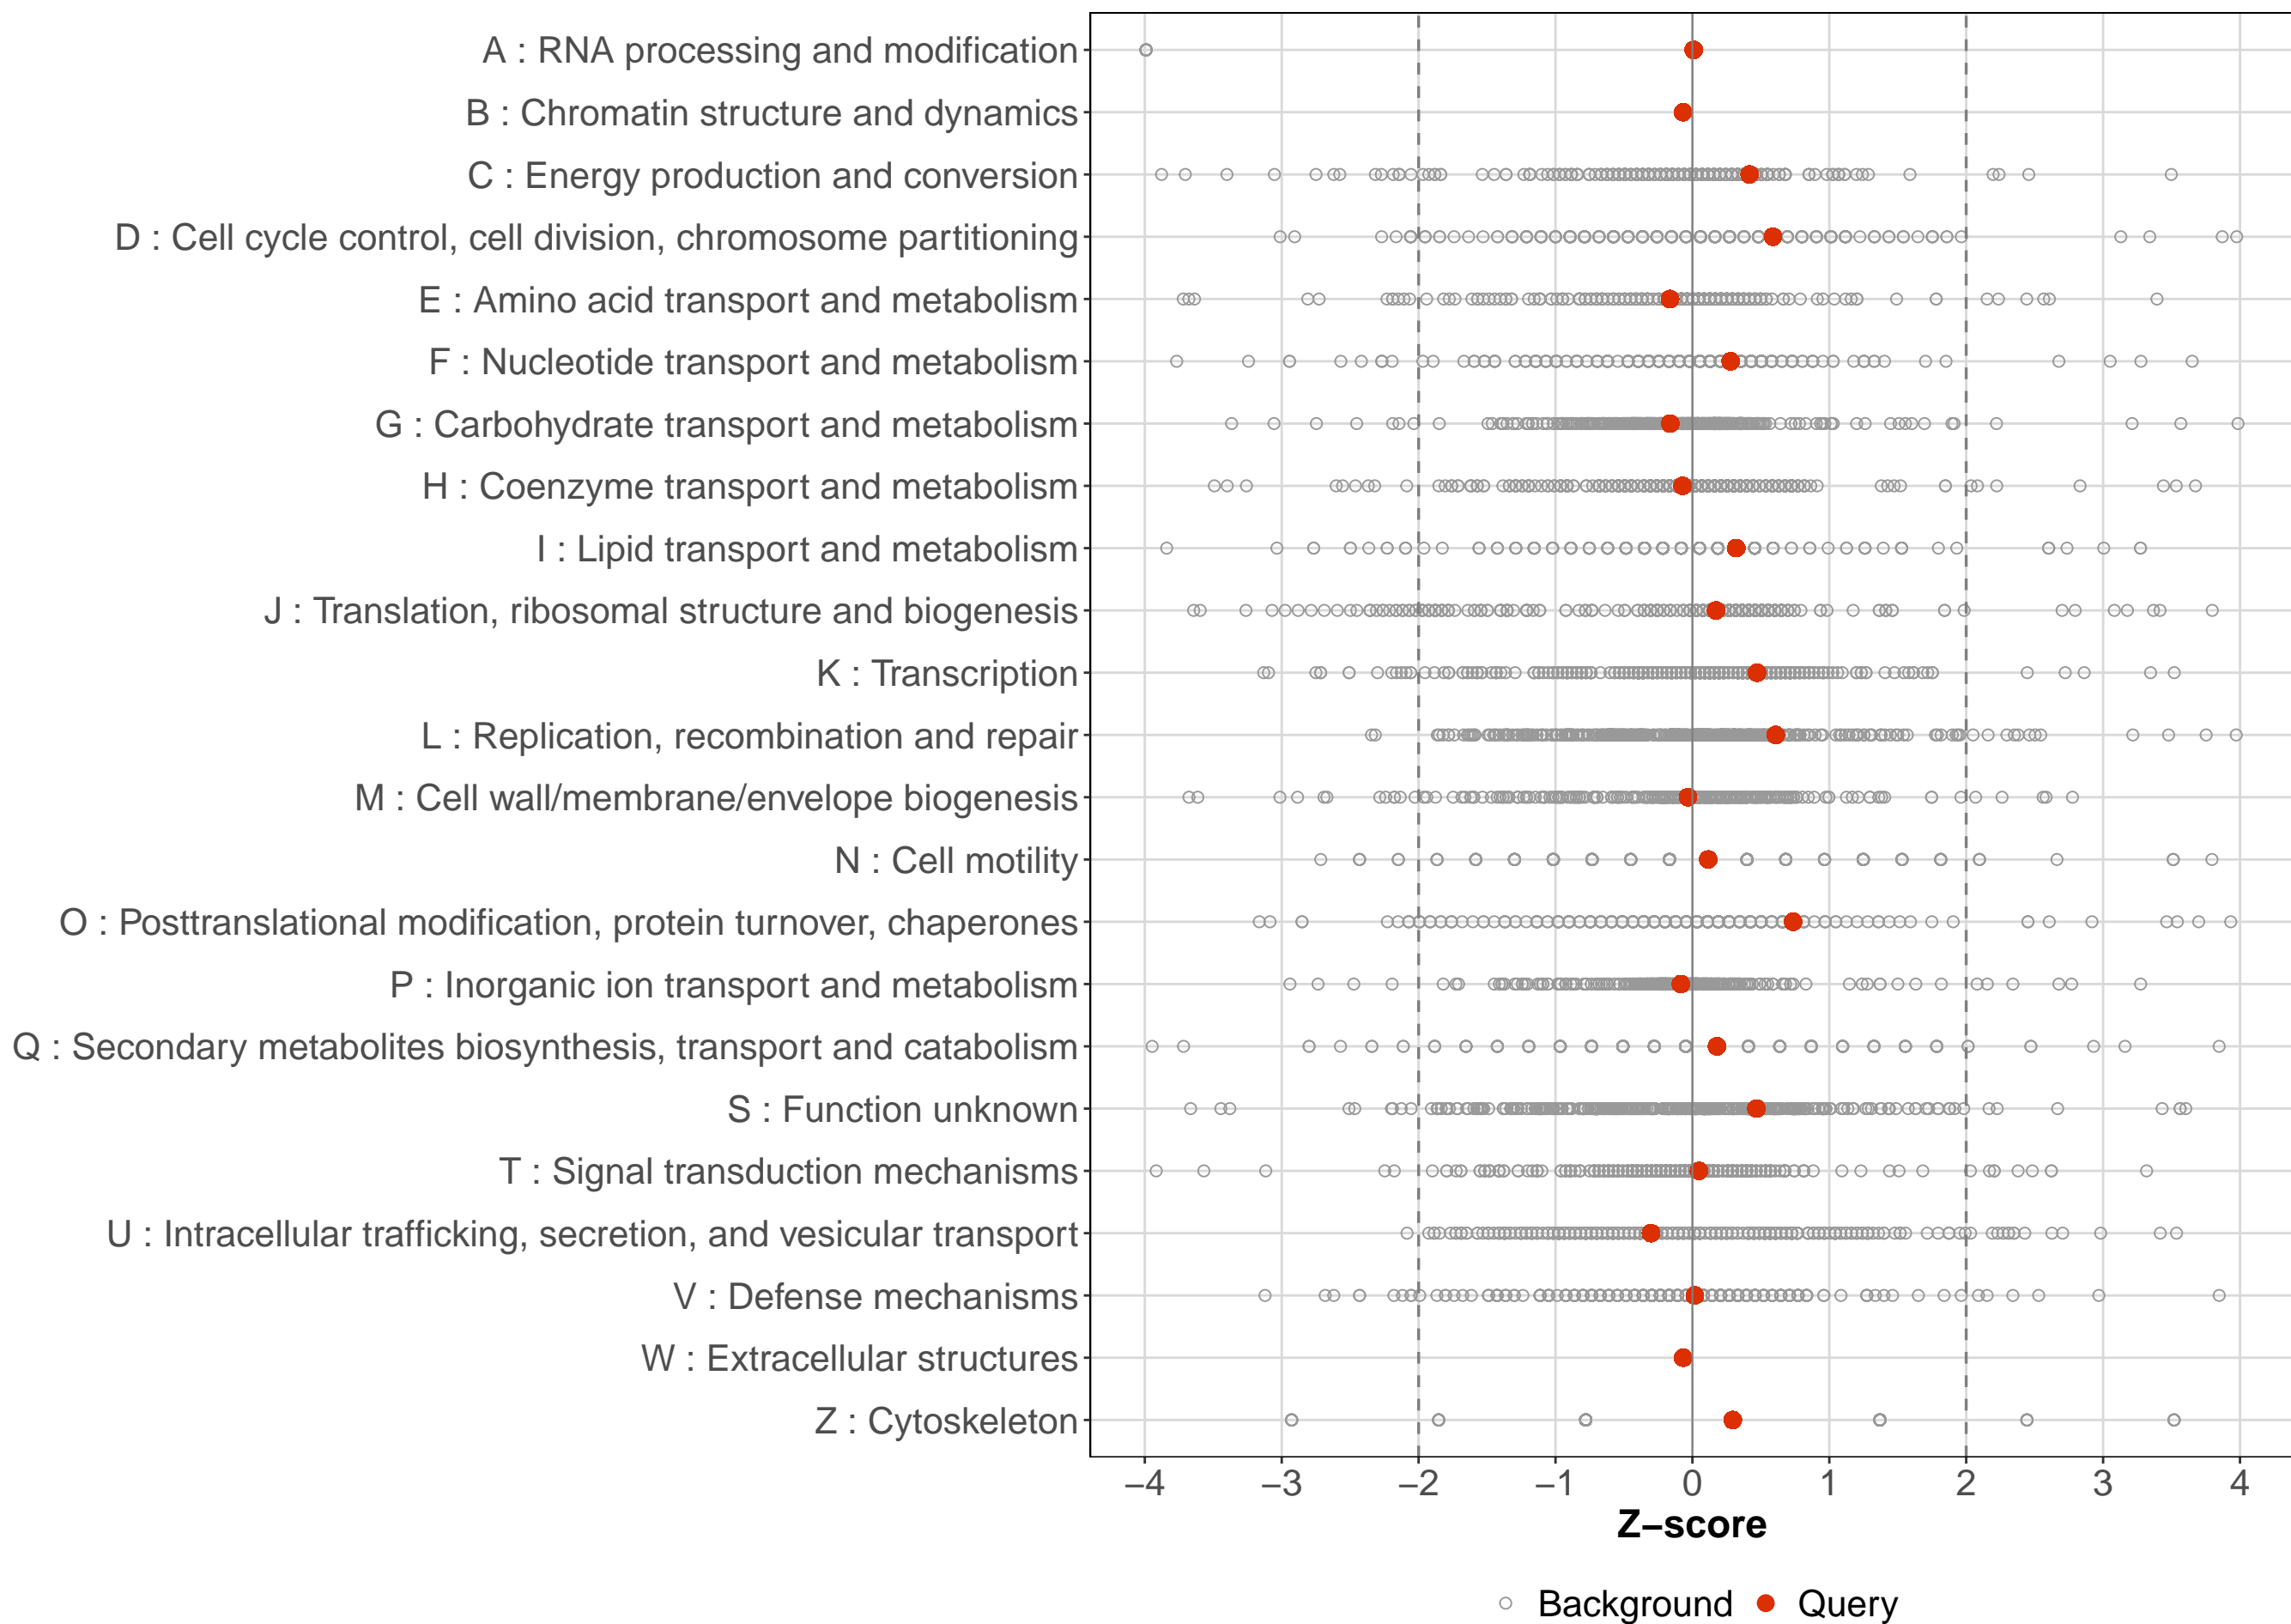 A : RNA processing and modification
B : Chromatin structure and dynamics
C : Energy production and conversion
D : Cell cycle control, cell division, chromosome partitioning
E : Amino acid transport and metabolism
F : Nucleotide transport and metabolism
G : Carbohydrate transport and metabolism
H : Coenzyme transport and metabolism
I : Lipid transport and metabolism
J : Translation, ribosomal structure and biogenesis
K : Transcription
L : Replication, recombination and repair
M : Cell wall/membrane/envelope biogenesis
N : Cell motility
O : Posttranslational modification, protein turnover, chaperones
P : Inorganic ion transport and metabolism
Q : Secondary metabolites biosynthesis, transport and catabolism
S : Function unknown
T : Signal transduction mechanisms
U : Intracellular trafficking, secretion, and vesicular transport
V : Defense mechanisms
W : Extracellular structures
Z : Cytoskeleton
−4 −3 −2 −1 0 1 2 3 4
Z−score
Background Query